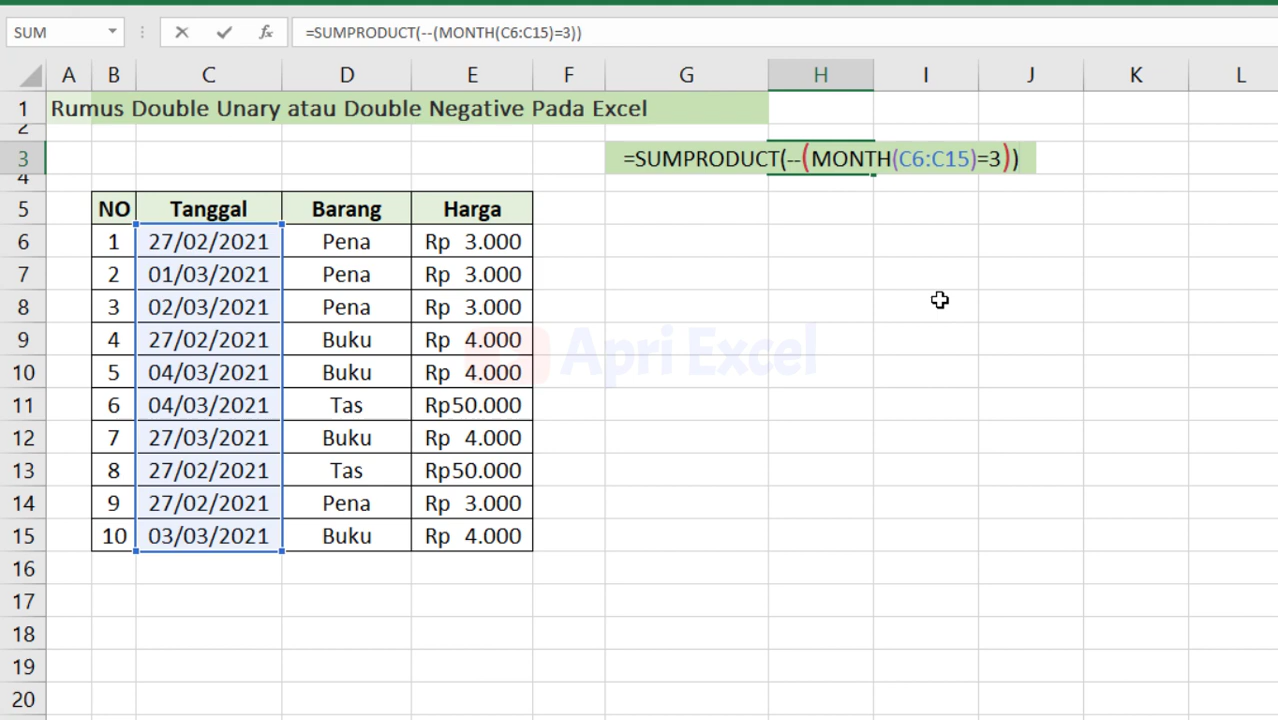 SUM =SUMPRODUCT(--(MONTH(C6:C15)=3))
A B C D E F G H I J K L
1 Rumus Double Unary atau Double Negative Pada Excel
2
3 =SUMPRODUCT(--(MONTH(C6:C15)=3))
4
5 NO Tanggal Barang Harga
6 1 27/02/2021 Pena Rp 3.000
7 2 01/03/2021 Pena Rp 3.000
8 3 02/03/2021 Pena Rp 3.000
9 4 27/02/2021 Buku Rp 4.000
Apri Excel
10 5 04/03/2021 Buku Rp 4.000
11 6 04/03/2021 Tas Rp50.000
12 7 27/03/2021 Buku Rp 4.000
13 8 27/02/2021 Tas Rp50.000
14 9 27/02/2021 Pena Rp 3.000
15 10 03/03/2021 Buku Rp 4.000
16
17
18
19
20